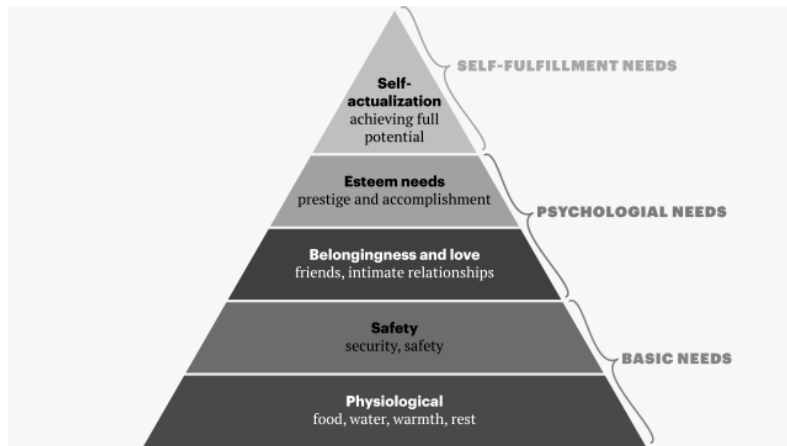 SELF-FULFILLMENT NEEDS
Self-
actualization
achieving full
potential
Esteem needs
prestige and accomplishment
PSYCHOLOGIAL NEEDS
Belongingness and love
friends, intimate relationships
Safety
security, safety
BASIC NEEDS
Physiological
food, water, warmth, rest